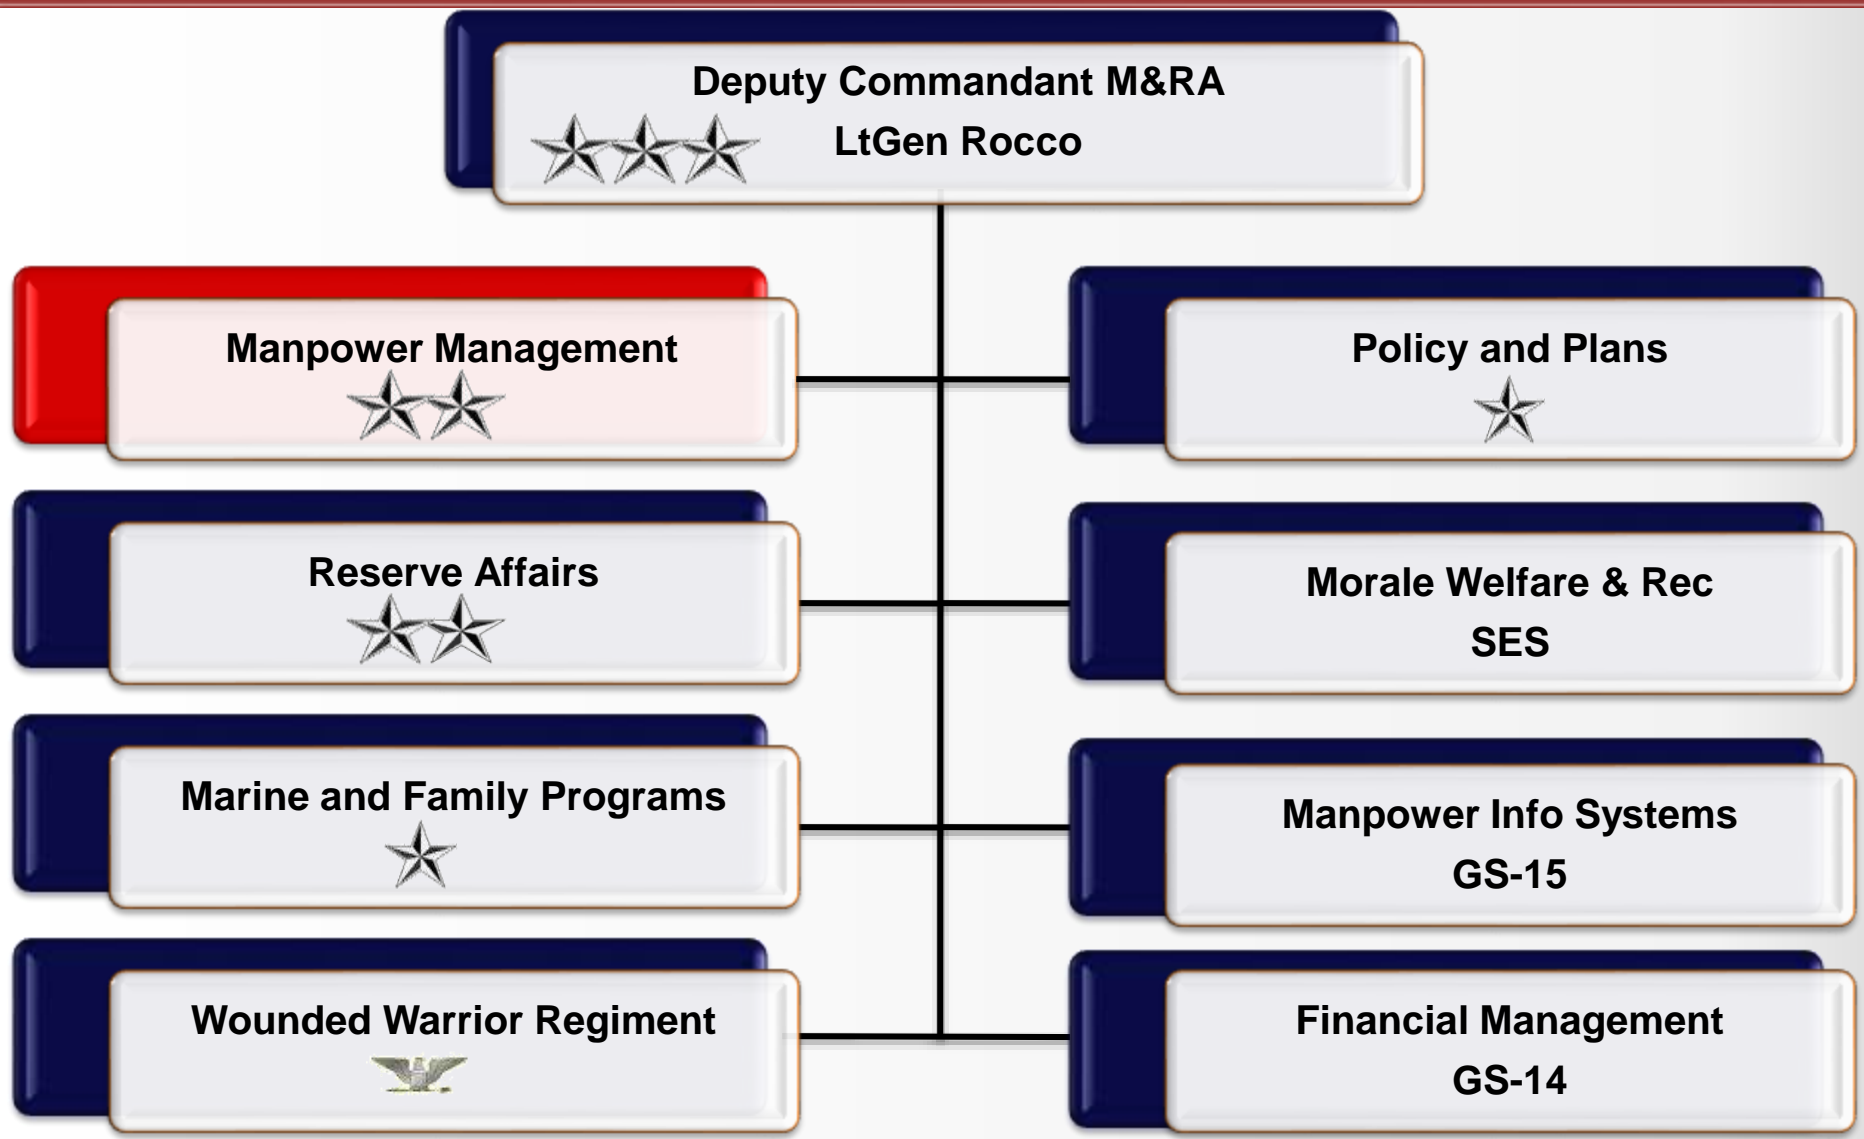 Deputy Commandant M&RA
LtGen Rocco
Manpower Management
Policy and Plans
Reserve Affairs
Morale Welfare & Rec
SES
Marine and Family Programs
Manpower Info Systems
GS-15
Wounded Warrior Regiment
Financial Management
GS-14